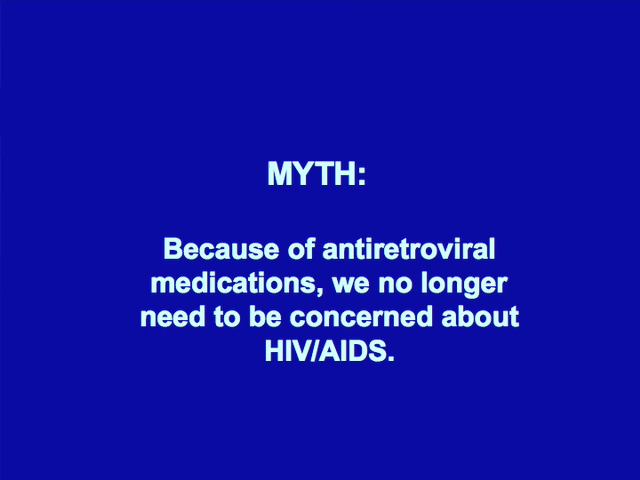 MYTH:
Because of antiretroviral
medications, we no longer
need to be concerned about
HIV/AIDS.